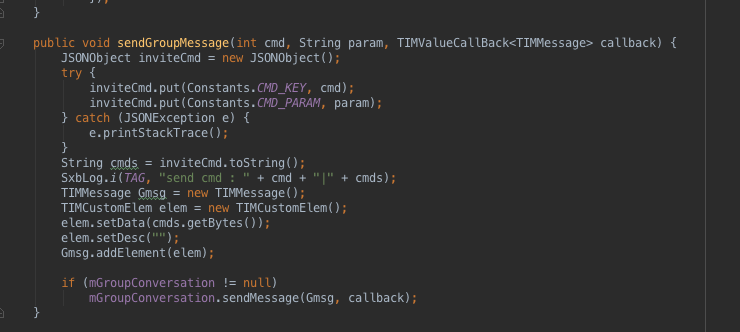 });
}
public void sendGroupMessage(int cmd, String param, TIMValueCallBack<TIMMessage> callback) {
JSONObject inviteCmd = new JSONObject();
try {
inviteCmd.put(Constants.CMD_KEY, cmd);
inviteCmd.put(Constants.CMD_PARAM, param);
} catch (JSONException e) {
e.printStackTrace();
}
String cmds = inviteCmd.toString();
SxbLog.i(TAG, "send cmd : " + cmd + "|" + cmds);
TIMMessage Gmsg = new TIMMessage();
TIMCustomElem elem = new TIMCustomElem();
elem.setData(cmds.getBytes());
elem.setDesc("");
Gmsg.addElement(elem);
if (mGroupConversation != null)
mGroupConversation.sendMessage(Gmsg, callback);
}